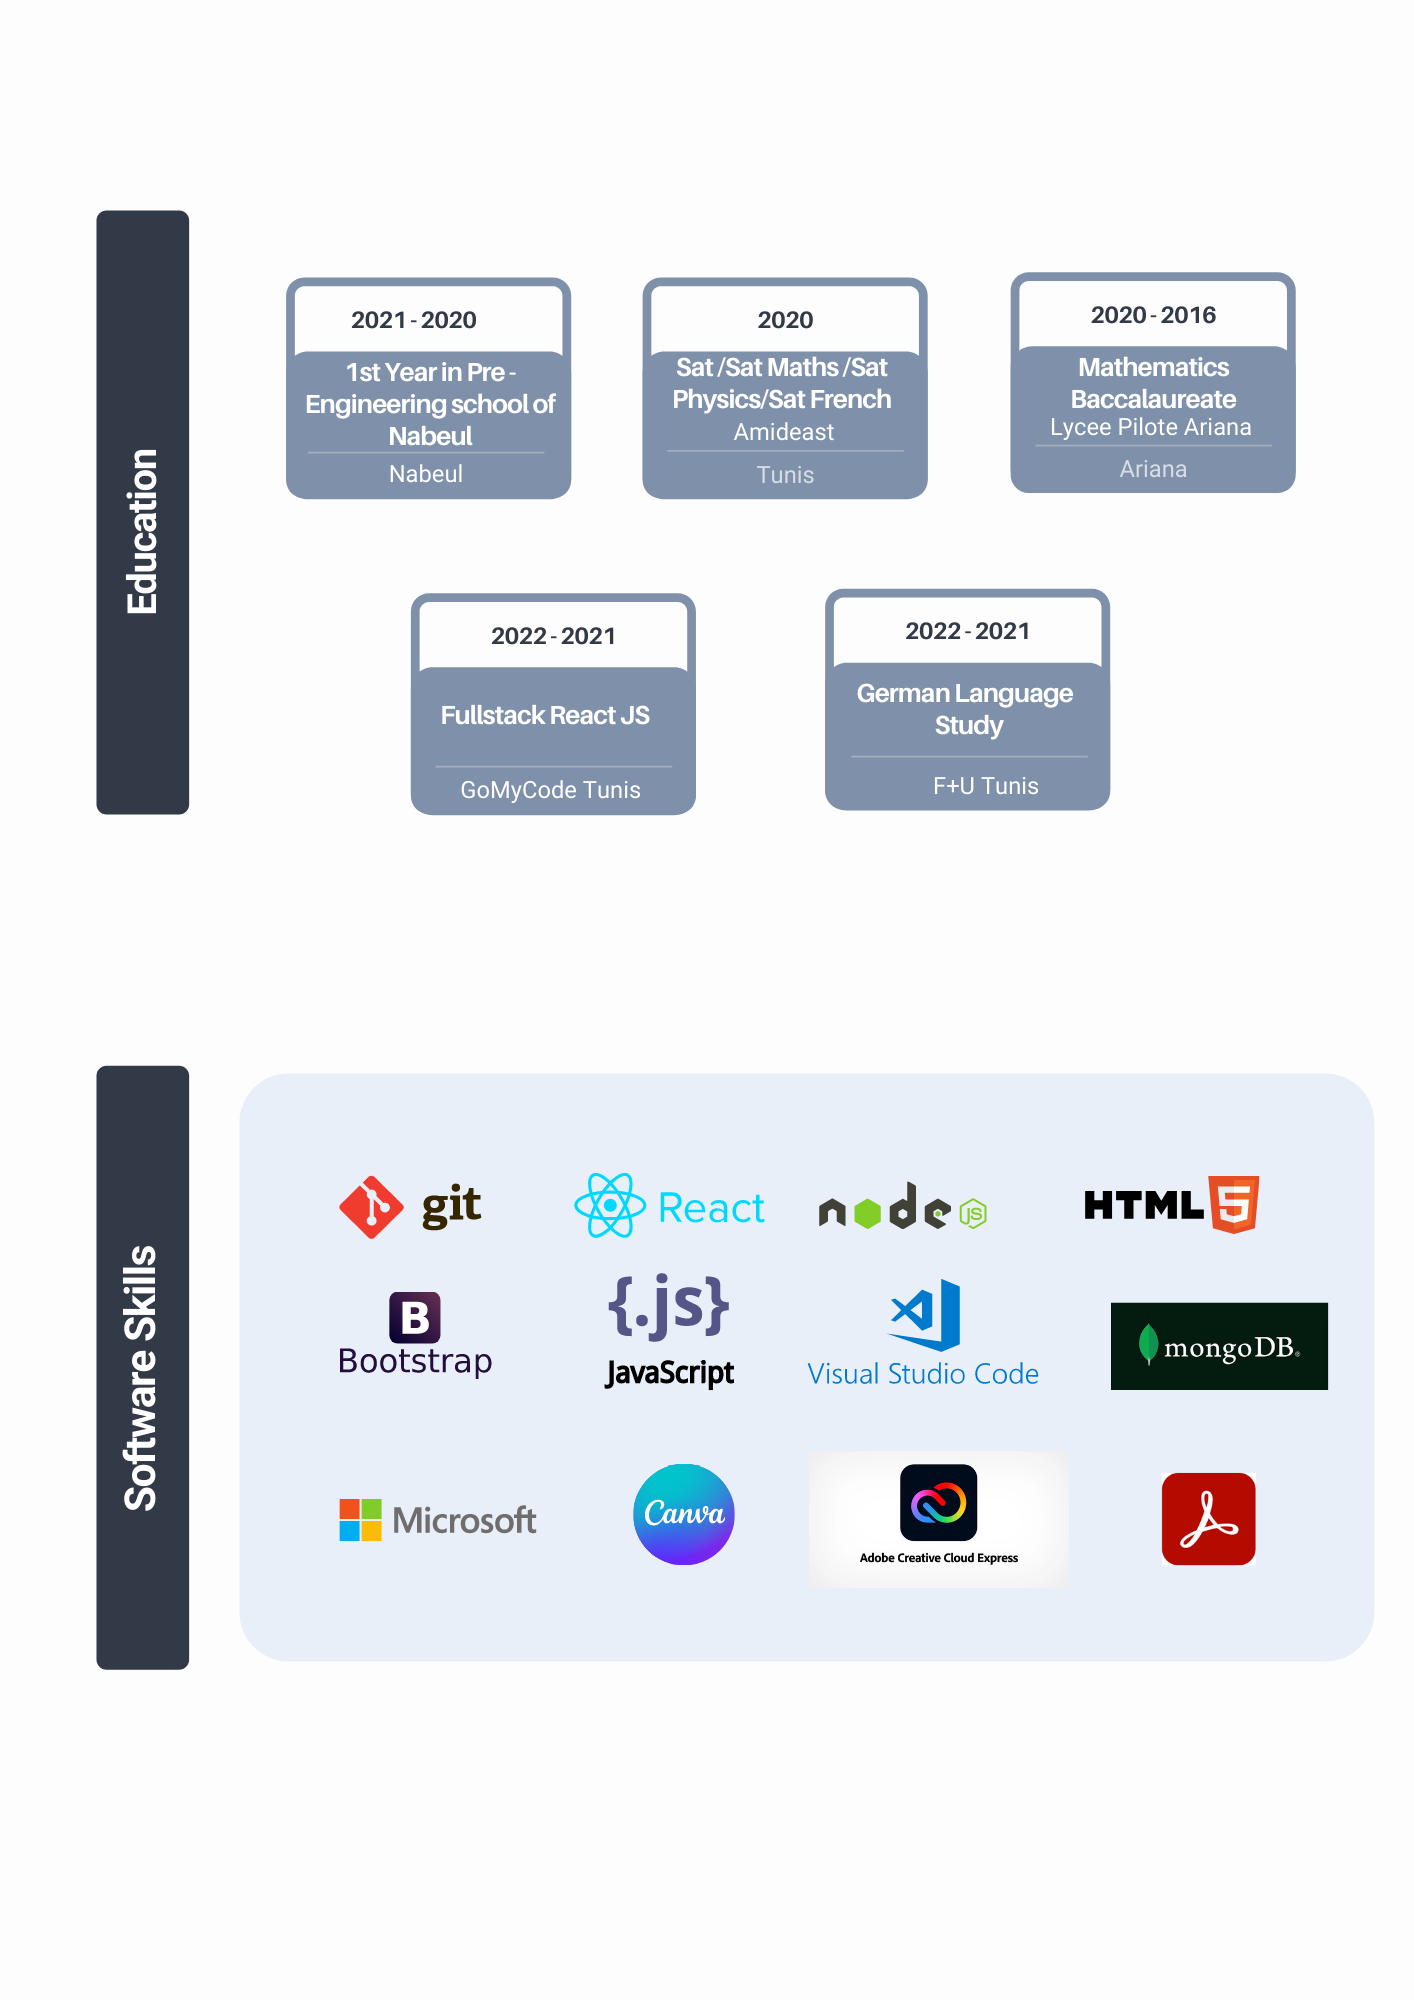 Education
2021 - 2020
1st Year in Pre -
Engineering school of
Nabeul
Nabeul
2020
Sat /Sat Maths /Sat
Physics/Sat French
Amideast
Tunis
2020 - 2016
Mathematics
Baccalaureate
Lycee Pilote Ariana
Ariana
2022 - 2021
Fullstack React JS
GoMyCode Tunis
2022 - 2021
German Language
Study
F+U Tunis
Software Skills
git
React
node JS
HTML 5
B
Bootstrap
{.js}
JavaScript
Visual Studio Code
mongoDB®
Microsoft
Canva
Adobe Creative Cloud Express